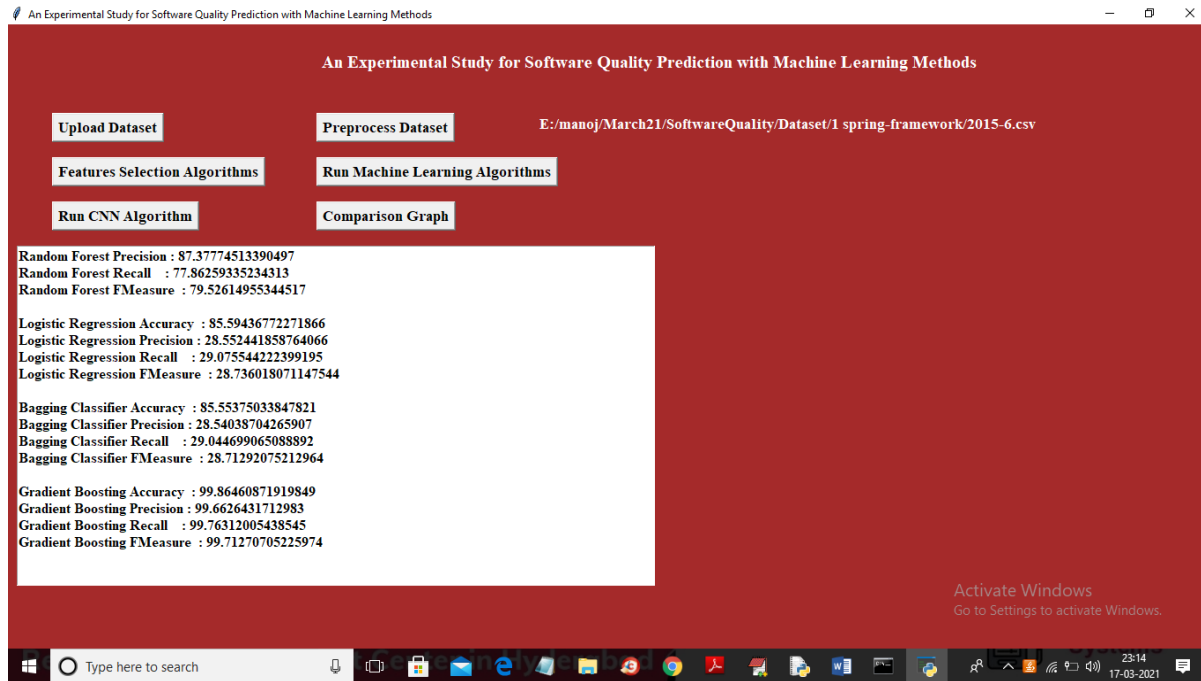 An Experimental Study for Software Quality Prediction with Machine Learning Methods
An Experimental Study for Software Quality Prediction with Machine Learning Methods
Upload Dataset
Preprocess Dataset
E:/manoj/March21/SoftwareQuality/Dataset/1 spring-framework/2015-6.csv
Features Selection Algorithms
Run Machine Learning Algorithms
Run CNN Algorithm
Comparison Graph
Random Forest Precision : 87.37774513390497
Random Forest Recall : 77.86259335234313
Random Forest FMeasure : 79.52614955344517
Logistic Regression Accuracy : 85.59436772271866
Logistic Regression Precision : 28.552441858764066
Logistic Regression Recall : 29.075544222399195
Logistic Regression FMeasure : 28.736018071147544
Bagging Classifier Accuracy : 85.55375033847821
Bagging Classifier Precision : 28.54038704265907
Bagging Classifier Recall : 29.044699065088892
Bagging Classifier FMeasure : 28.71292075212964
Gradient Boosting Accuracy : 99.86460871919849
Gradient Boosting Precision : 99.6626431712983
Gradient Boosting Recall : 99.76312005438545
Gradient Boosting FMeasure : 99.71270705225974
Activate Windows
Go to Settings to activate Windows.
Systems
Type here to search
23:14
17-03-2021